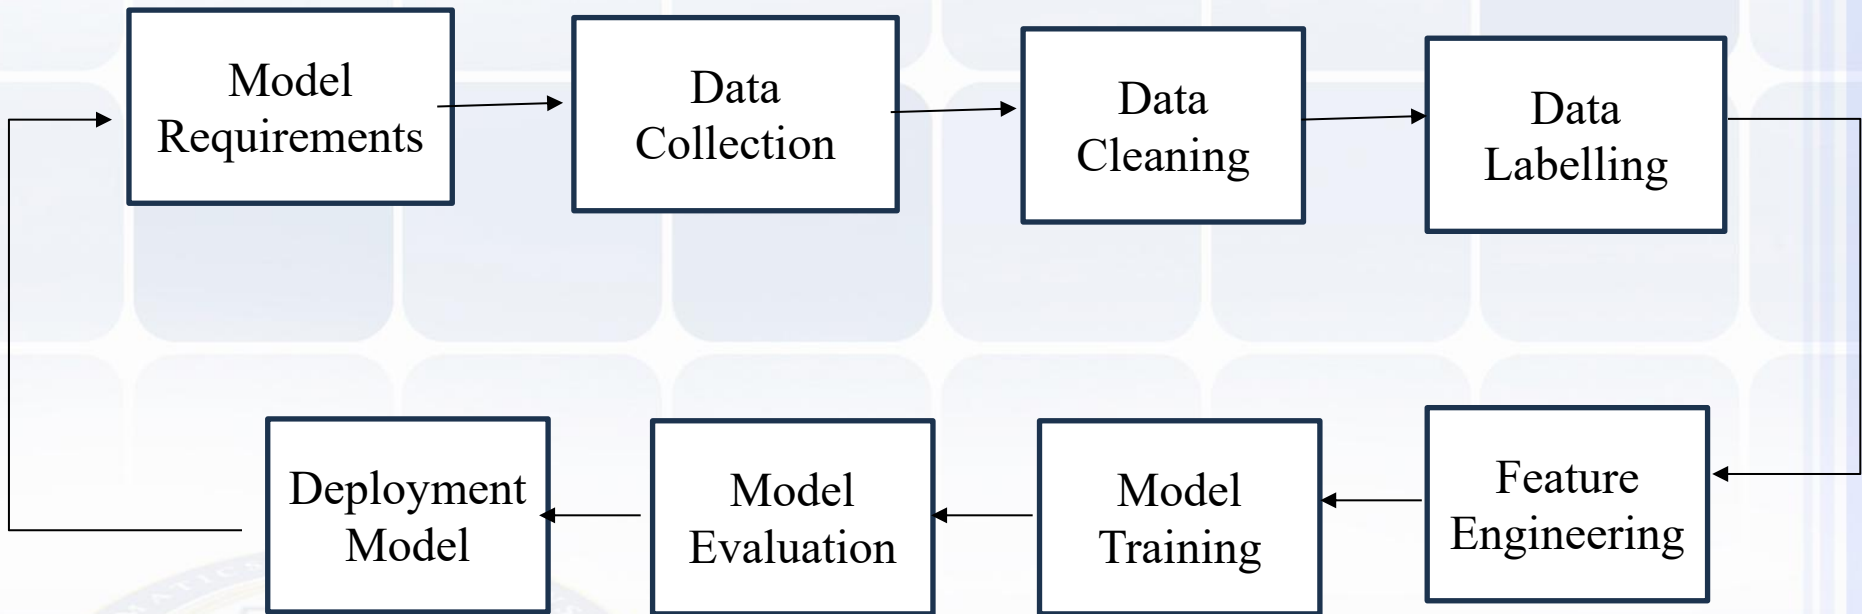 Model
Requirements
Data
Collection
Data
Cleaning
Data
Labelling
Deployment
Model
Model
Evaluation
Model
Training
Feature
Engineering